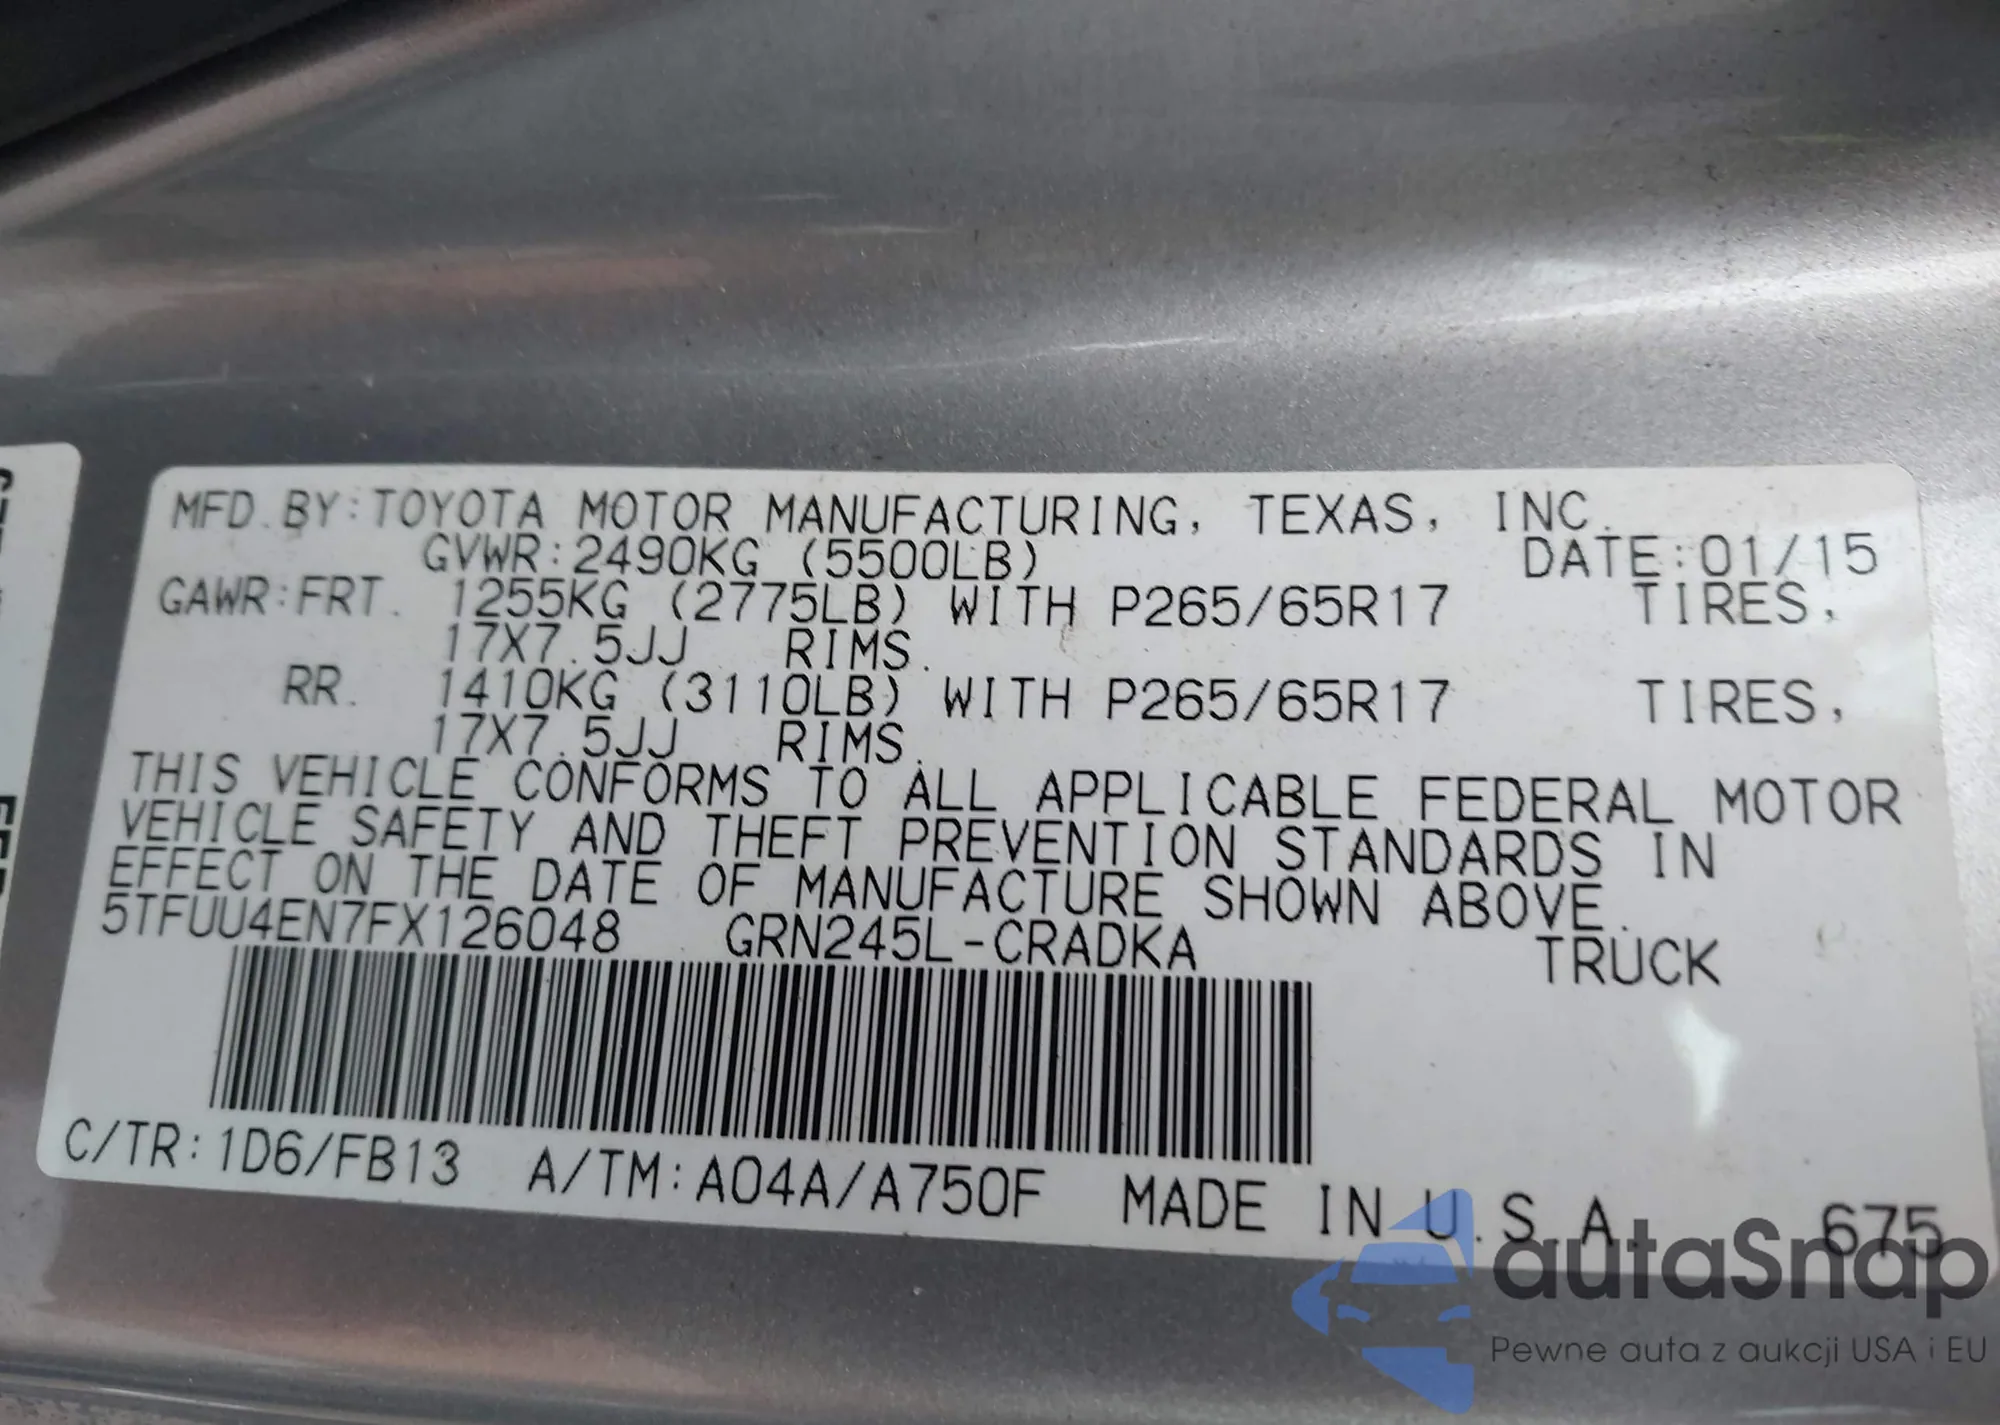 MFD. BY: TOYOTA MOTOR MANUFACTURING, TEXAS, INC.
GVWR: 2490KG (5500LB) DATE: 01/15
GAWR: FRT. 1255KG (2775LB) WITH P265/65R17 TIRES,
17X7.5JJ RIMS.
RR. 1410KG (3110LB) WITH P265/65R17 TIRES,
17X7.5JJ RIMS.
THIS VEHICLE CONFORMS TO ALL APPLICABLE FEDERAL MOTOR
VEHICLE SAFETY AND THEFT PREVENTION STANDARDS IN
EFFECT ON THE DATE OF MANUFACTURE SHOWN ABOVE.
5TFUU4EN7FX126048 GRN245L-CRADKA TRUCK
C/TR: 1D6/FB13 A/TM: A04A/A750F MADE IN U.S.A. 675
autaSnap
Pewne auta z aukcji USA i EU